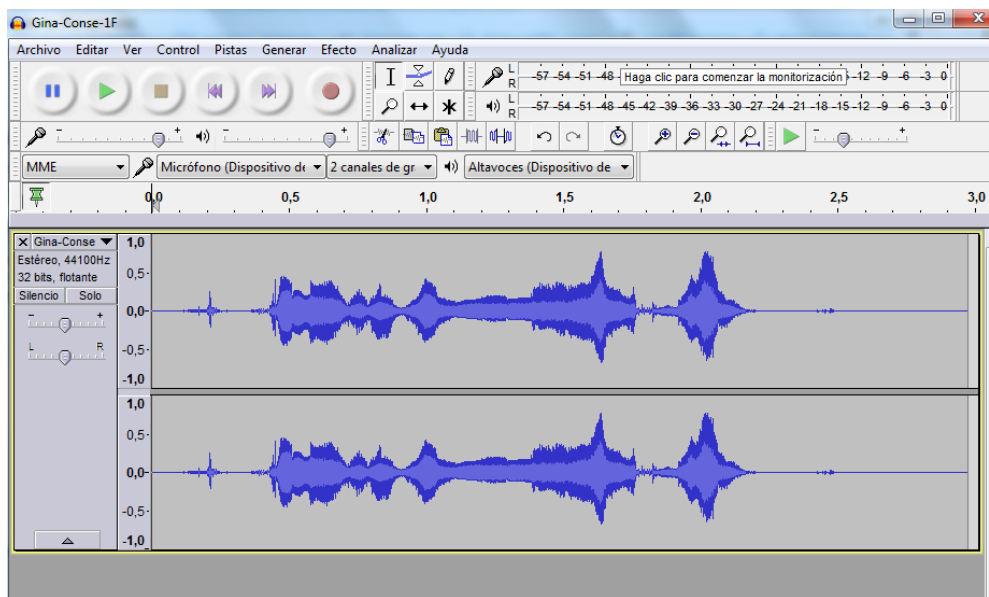 Gina-Conse-1F
Archivo Editar Ver Control Pistas Generar Efecto Analizar Ayuda
L R -57 -54 -51 -48 Haga clic para comenzar la monitorización -12 -9 -6 -3 0
L R -57 -54 -51 -48 -45 -42 -39 -36 -33 -30 -27 -24 -21 -18 -15 -12 -9 -6 -3 0
- + - + - +
MME Micrófono (Dispositivo de 2 canales de gr Altavoces (Dispositivo de
0,0 0,5 1,0 1,5 2,0 2,5 3,0
X Gina-Conse 1,0
Estéreo, 44100Hz
32 bits, flotante 0,5
Silencio Solo
- + 0,0
L R -0,5
-1,0
1,0
0,5
0,0
-0,5
-1,0